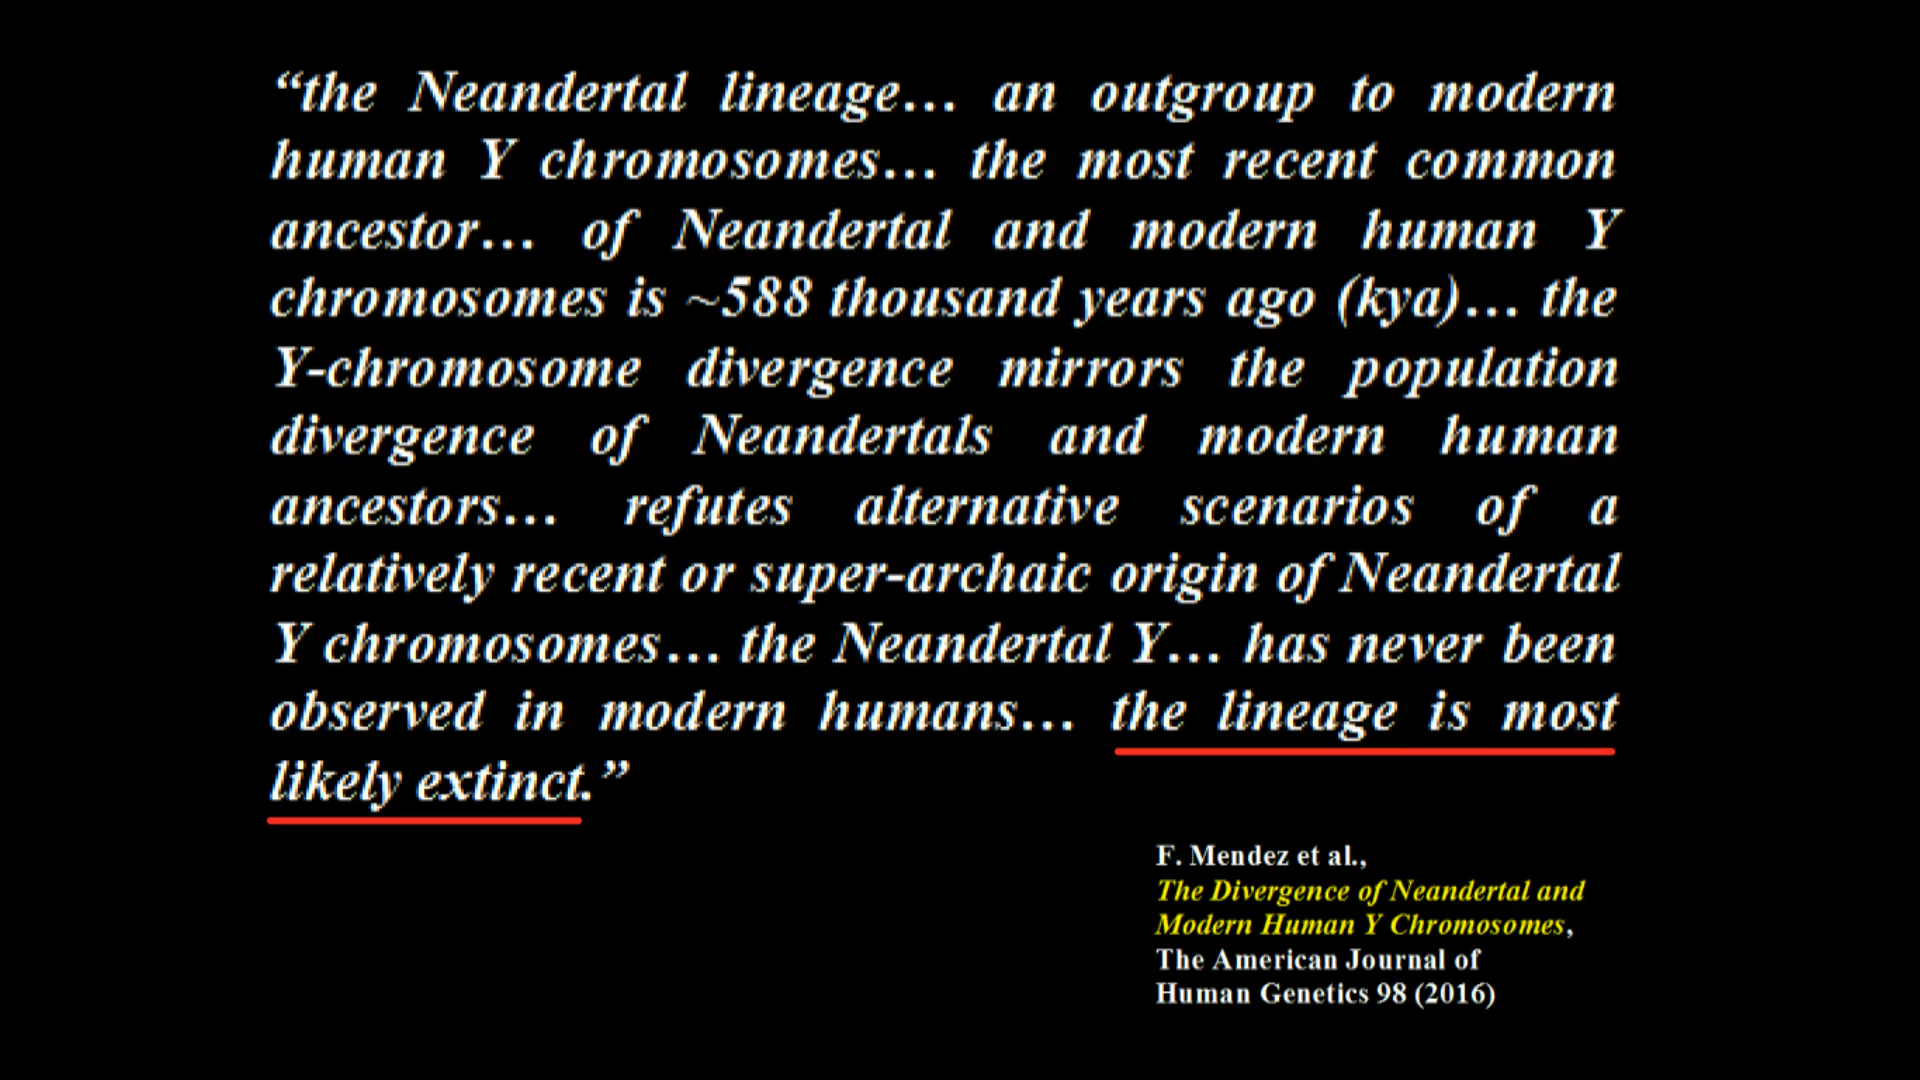 “the Neandertal lineage… an outgroup to modern
human Y chromosomes… the most recent common
ancestor… of Neandertal and modern human Y
chromosomes is ~588 thousand years ago (kya)… the
Y-chromosome divergence mirrors the population
divergence of Neandertals and modern human
ancestors… refutes alternative scenarios of a
relatively recent or super-archaic origin of Neandertal
Y chromosomes… the Neandertal Y… has never been
observed in modern humans… the lineage is most
likely extinct.”
F. Mendez et al.,
The Divergence of Neandertal and
Modern Human Y Chromosomes,
The American Journal of
Human Genetics 98 (2016)